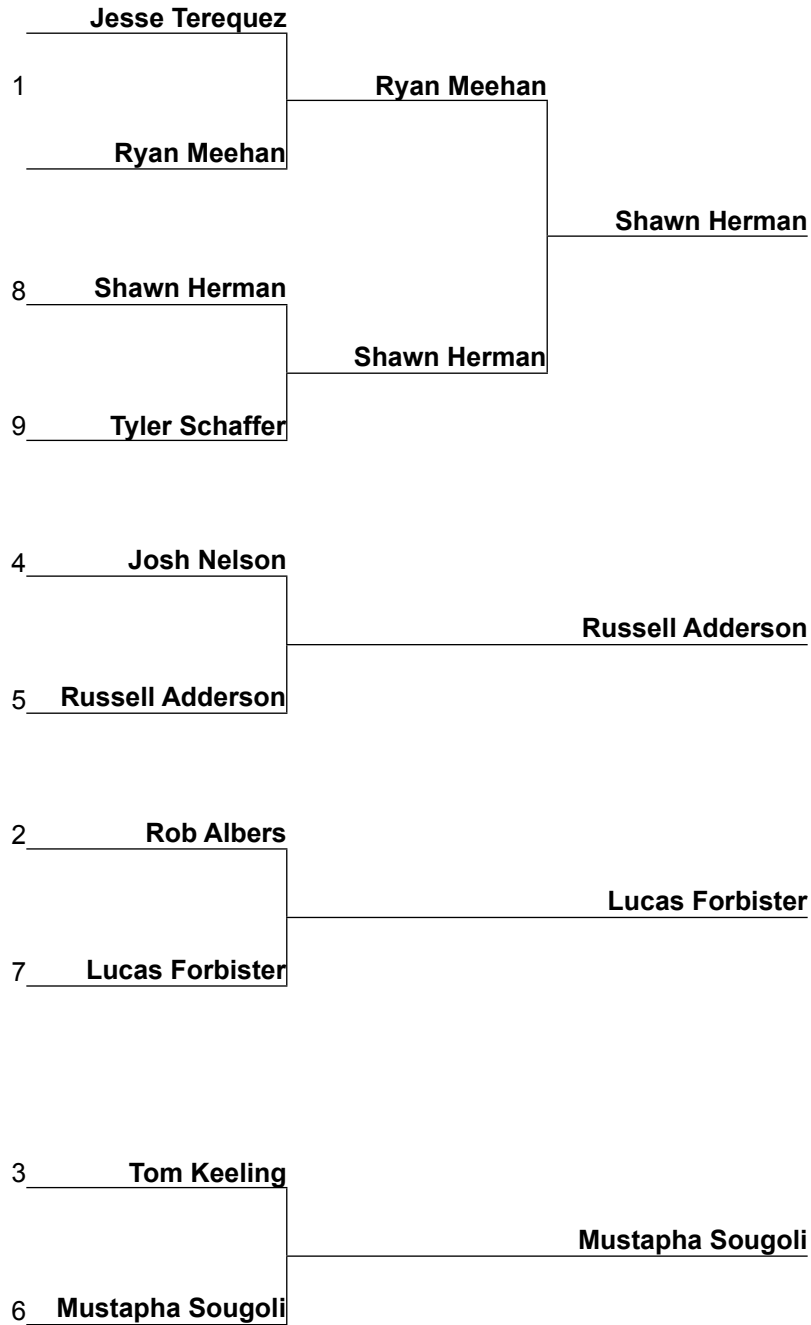 Jesse Terequez
1
Ryan Meehan
Ryan Meehan
Shawn Herman
8 Shawn Herman
Shawn Herman
9 Tyler Schaffer
4 Josh Nelson
Russell Adderson
5 Russell Adderson
2 Rob Albers
Lucas Forbister
7 Lucas Forbister
3 Tom Keeling
Mustapha Sougoli
6 Mustapha Sougoli